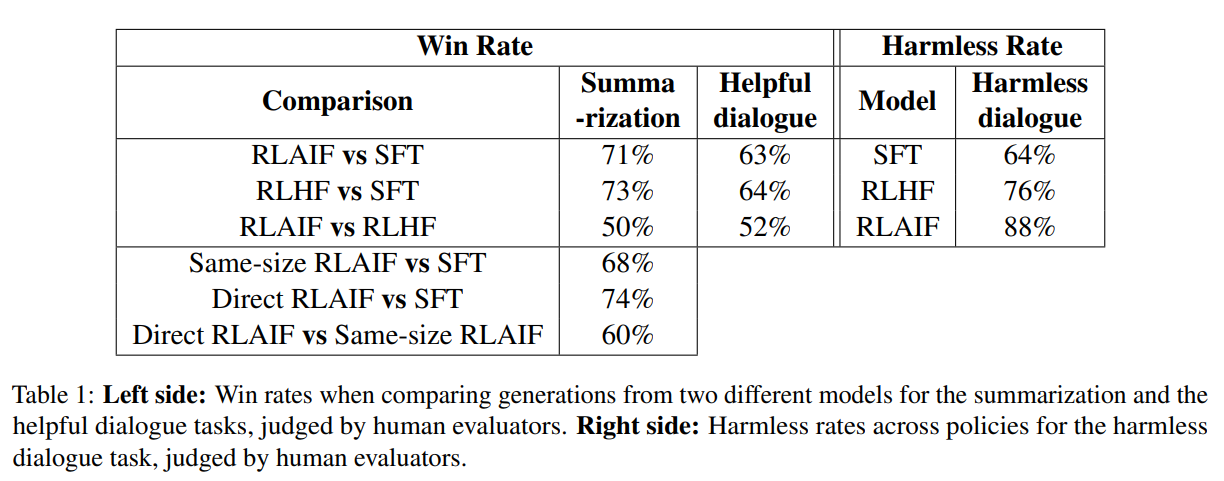 Win Rate Harmless Rate
Comparison Summa Helpful Model Harmless
-rization dialogue dialogue
RLAIF vs SFT 71% 63% SFT 64%
RLHF vs SFT 73% 64% RLHF 76%
RLAIF vs RLHF 50% 52% RLAIF 88%
Same-size RLAIF vs SFT 68%
Direct RLAIF vs SFT 74%
Direct RLAIF vs Same-size RLAIF 60%
Table 1: Left side: Win rates when comparing generations from two different models for the summarization and the
helpful dialogue tasks, judged by human evaluators. Right side: Harmless rates across policies for the harmless
dialogue task, judged by human evaluators.